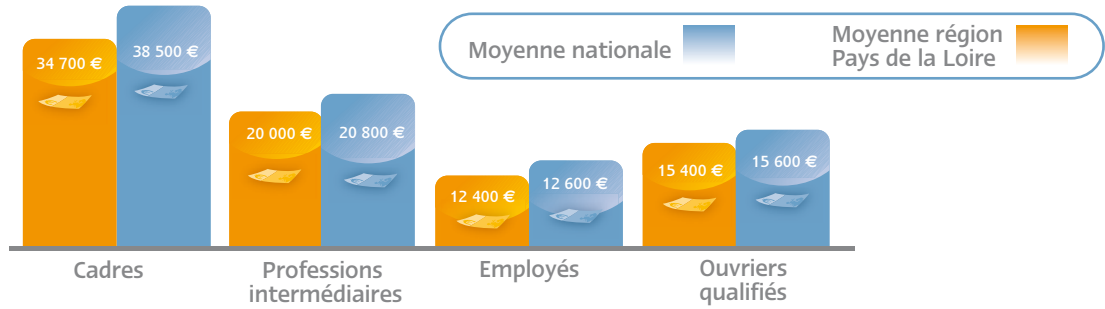 Moyenne nationale
Moyenne région
Pays de la Loire
34 700 €
38 500 €
20 000 €
20 800 €
12 400 €
12 600 €
15 400 €
15 600 €
Cadres
Professions
intermédiaires
Employés
Ouvriers
qualifiés